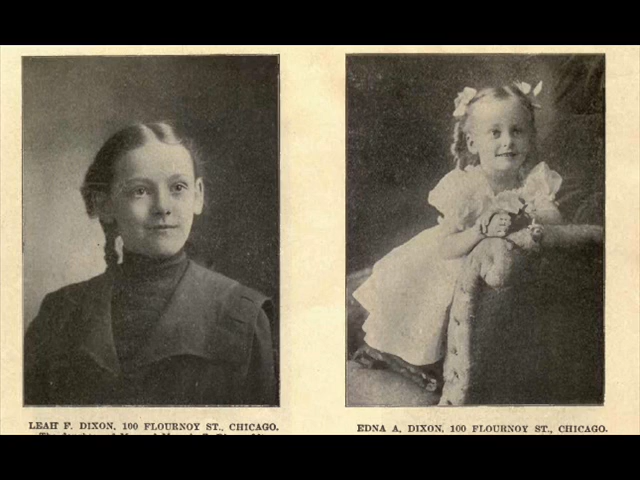 LEAH F. DIXON, 100 FLOURNOY ST., CHICAGO.
EDNA A. DIXON, 100 FLOURNOY ST., CHICAGO.